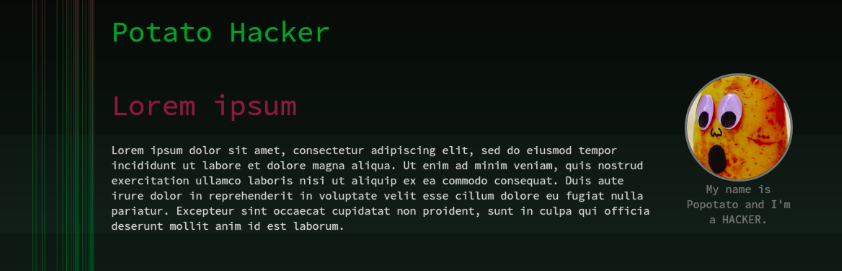 Potato Hacker
Lorem ipsum
Lorem ipsum dolor sit amet, consectetur adipiscing elit, sed do eiusmod tempor
incididunt ut labore et dolore magna aliqua. Ut enim ad minim veniam, quis nostrud
exercitation ullamco laboris nisi ut aliquip ex ea commodo consequat. Duis aute
irure dolor in reprehenderit in voluptate velit esse cillum dolore eu fugiat nulla
pariatur. Excepteur sint occaecat cupidatat non proident, sunt in culpa qui officia
deserunt mollit anim id est laborum.
My name is
Popotato and I'm
a HACKER.